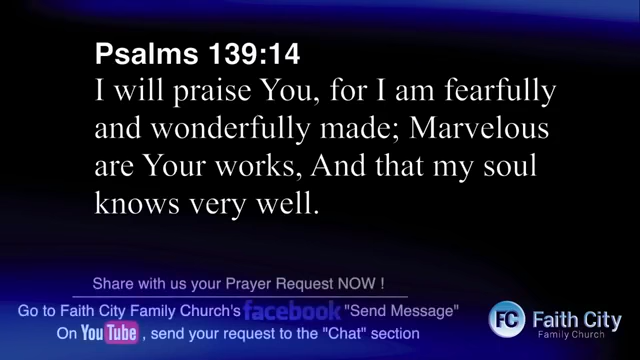 Psalms 139:14
I will praise You, for I am fearfully
and wonderfully made; Marvelous
are Your works, And that my soul
knows very well.
Share with us your Prayer Request NOW !
Go to Faith City Family Church's facebook "Send Message"
On YouTube , send your request to the "Chat" section
FC Faith City
Family Church